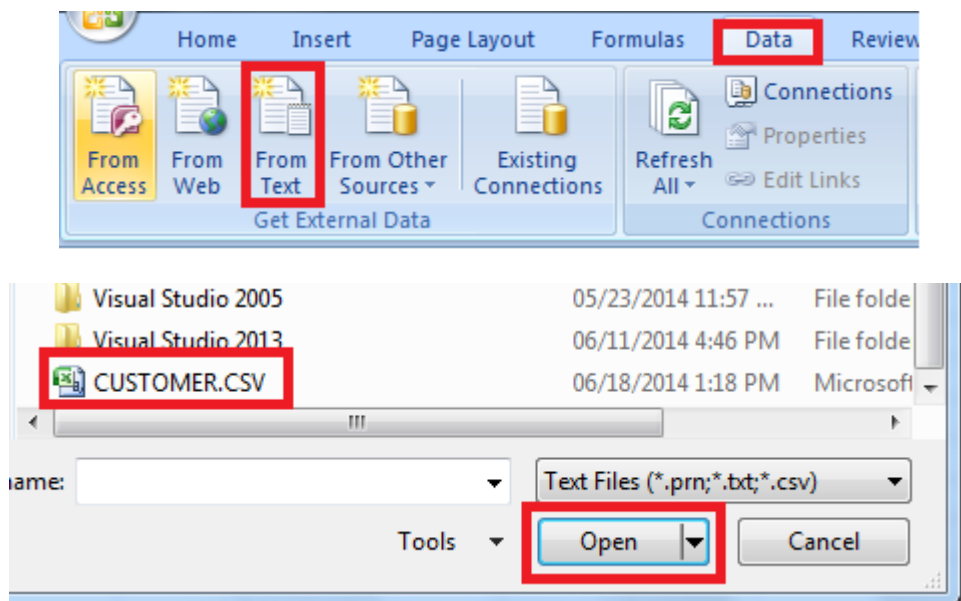 Home Insert Page Layout Formulas Data Review
From Access
From Web
From Text
From Other Sources
Existing Connections
Refresh All
Connections
Properties
Edit Links
Get External Data
Connections
Visual Studio 2005 05/23/2014 11:57 ... File folde
Visual Studio 2013 06/11/2014 4:46 PM File folde
CUSTOMER.CSV 06/18/2014 1:18 PM Microsoft
ame: Text Files (*.prn;*.txt;*.csv)
Tools Open Cancel